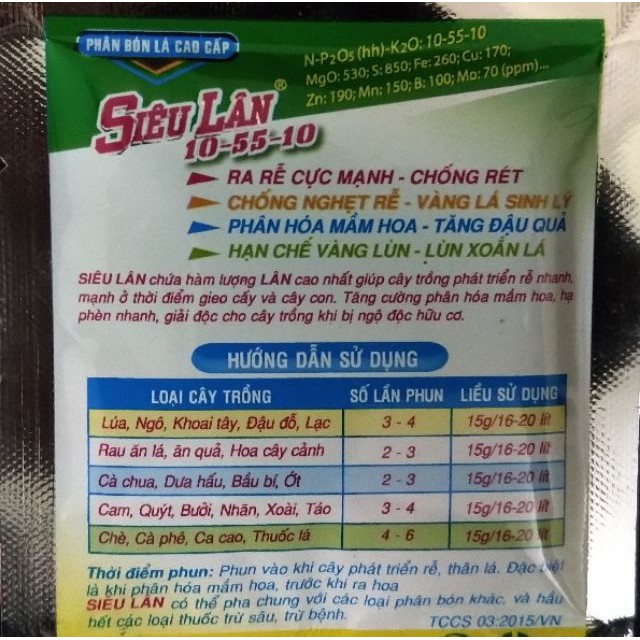 PHÂN BÓN LÁ CAO CẤP
N-P2O5 (hh)-K2O: 10-55-10
MgO: 530; S: 850; Fe: 260; Cu: 170;
Zn: 190; Mn: 150; B: 100; Mo: 70 (ppm)...
SIÊU LÂN®
10-55-10
RA RỄ CỰC MẠNH - CHỐNG RÉT
CHỐNG NGHẸT RỄ - VÀNG LÁ SINH LÝ
PHÂN HÓA MẦM HOA - TĂNG ĐẬU QUẢ
HẠN CHẾ VÀNG LÙN - LÙN XOẮN LÁ
SIÊU LÂN chứa hàm lượng LÂN cao nhất giúp cây trồng phát triển rễ nhanh,
mạnh ở thời điểm gieo cấy và cây con. Tăng cường phân hóa mầm hoa, hạ
phèn nhanh, giải độc cho cây trồng khi bị ngộ độc hữu cơ.
HƯỚNG DẪN SỬ DỤNG
LOẠI CÂY TRỒNG SỐ LẦN PHUN LIỀU SỬ DỤNG
Lúa, Ngô, Khoai tây, Đậu đỗ, Lạc 3 - 4 15g/16-20 lít
Rau ăn lá, ăn quả, Hoa cây cảnh 2 - 3 15g/16-20 lít
Cà chua, Dưa hấu, Bầu bí, Ớt 2 - 3 15g/16-20 lít
Cam, Quýt, Bưởi, Nhãn, Xoài, Táo 3 - 4 15g/16-20 lít
Chè, Cà phê, Ca cao, Thuốc lá 4 - 6 15g/16-20 lít
Thời điểm phun: Phun vào khi cây phát triển rễ, thân lá. Đặc biệt
là khi phân hóa mầm hoa, trước khi ra hoa
SIÊU LÂN có thể pha chung với các loại phân bón khác, và hầu
hết các loại thuốc trừ sâu, trừ bệnh.
TCCS 03:2015/VN